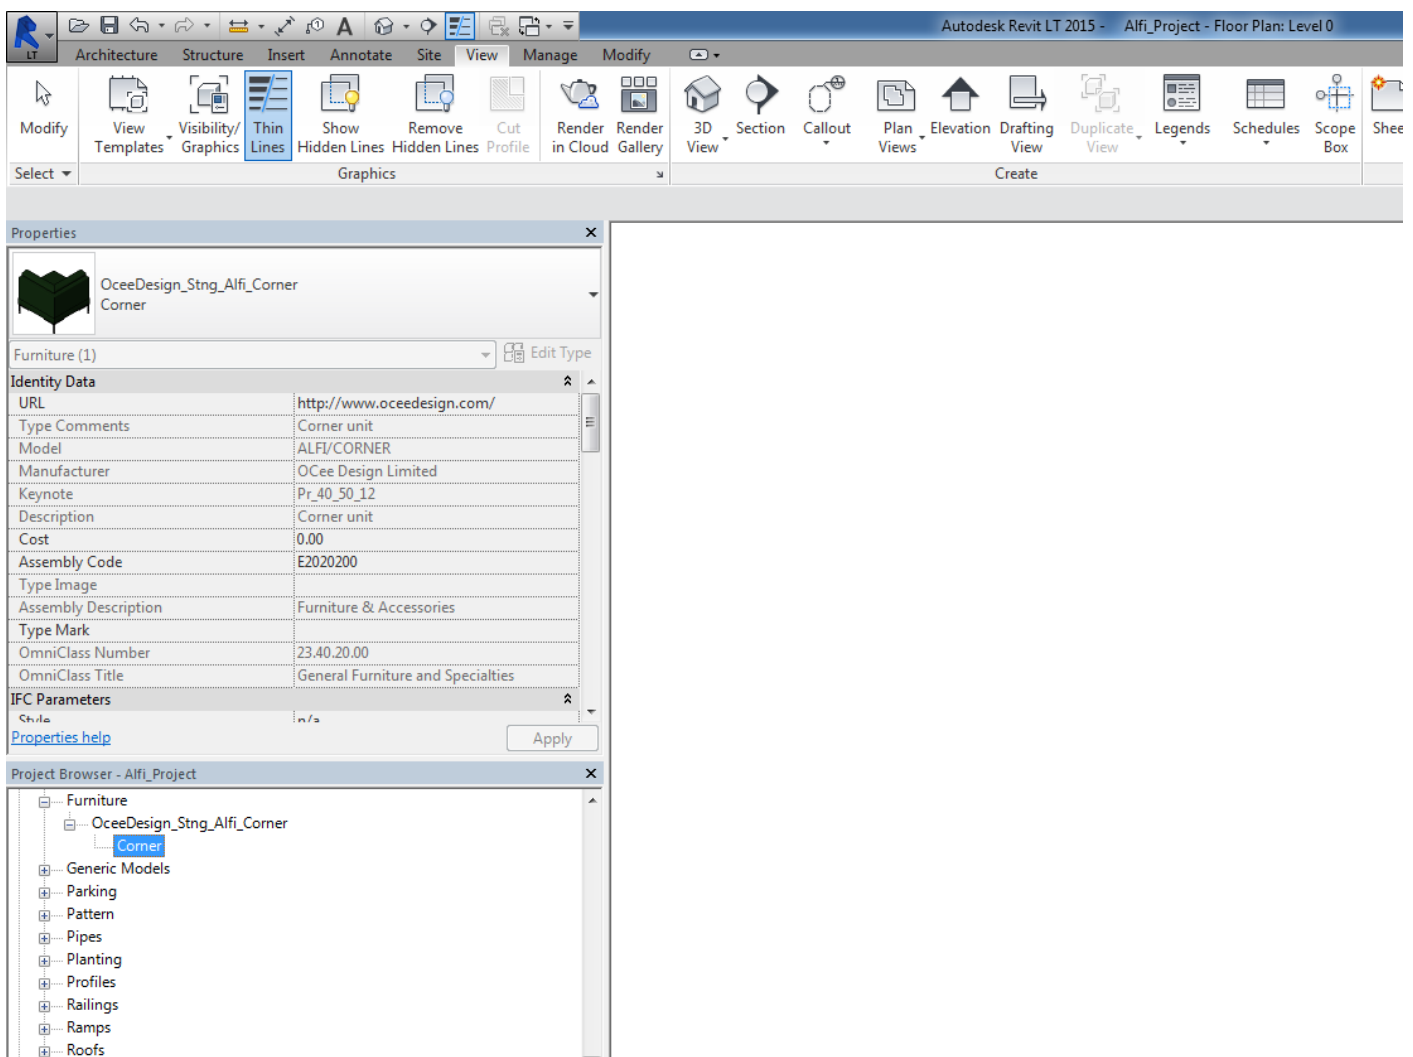 Autodesk Revit LT 2015 - Alfi_Project - Floor Plan: Level 0
LT
Architecture Structure Insert Annotate Site View Manage Modify
Modify
View Templates
Visibility/ Graphics
Thin Lines
Show Hidden Lines
Remove Hidden Lines
Cut Profile
Render in Cloud
Render Gallery
3D View
Section
Callout
Plan Views
Elevation
Drafting View
Duplicate View
Legends
Schedules
Scope Box
Shee
Select Graphics Create
Properties
OceeDesign_Stng_Alfi_Corner
Corner
Furniture (1) Edit Type
Identity Data
URL http://www.oceedesign.com/
Type Comments Corner unit
Model ALFI/CORNER
Manufacturer OCee Design Limited
Keynote Pr_40_50_12
Description Corner unit
Cost 0.00
Assembly Code E2020200
Type Image
Assembly Description Furniture & Accessories
Type Mark
OmniClass Number 23.40.20.00
OmniClass Title General Furniture and Specialties
IFC Parameters
Style n/a
Properties help Apply
Project Browser - Alfi_Project
Furniture
OceeDesign_Stng_Alfi_Corner
Corner
Generic Models
Parking
Pattern
Pipes
Planting
Profiles
Railings
Ramps
Roofs